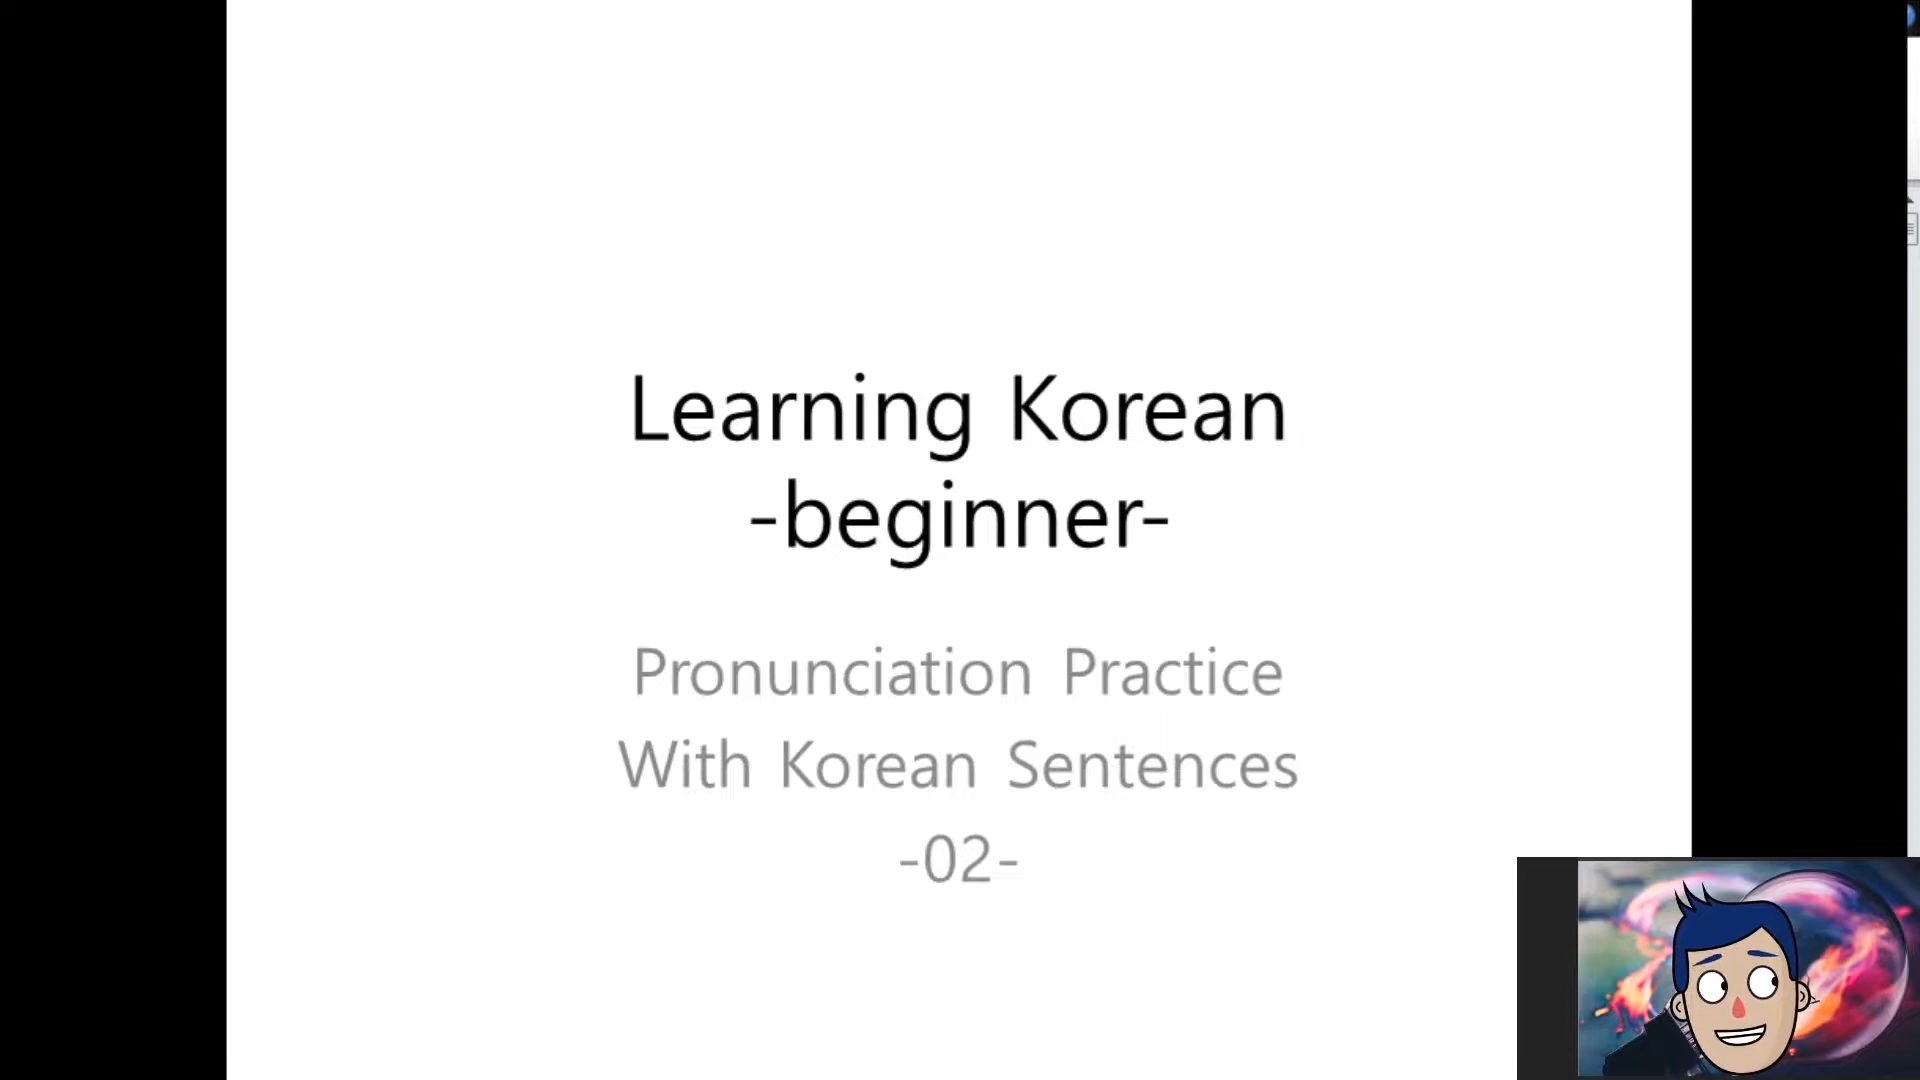 Learning Korean
-beginner-
Pronunciation Practice
With Korean Sentences
-02-